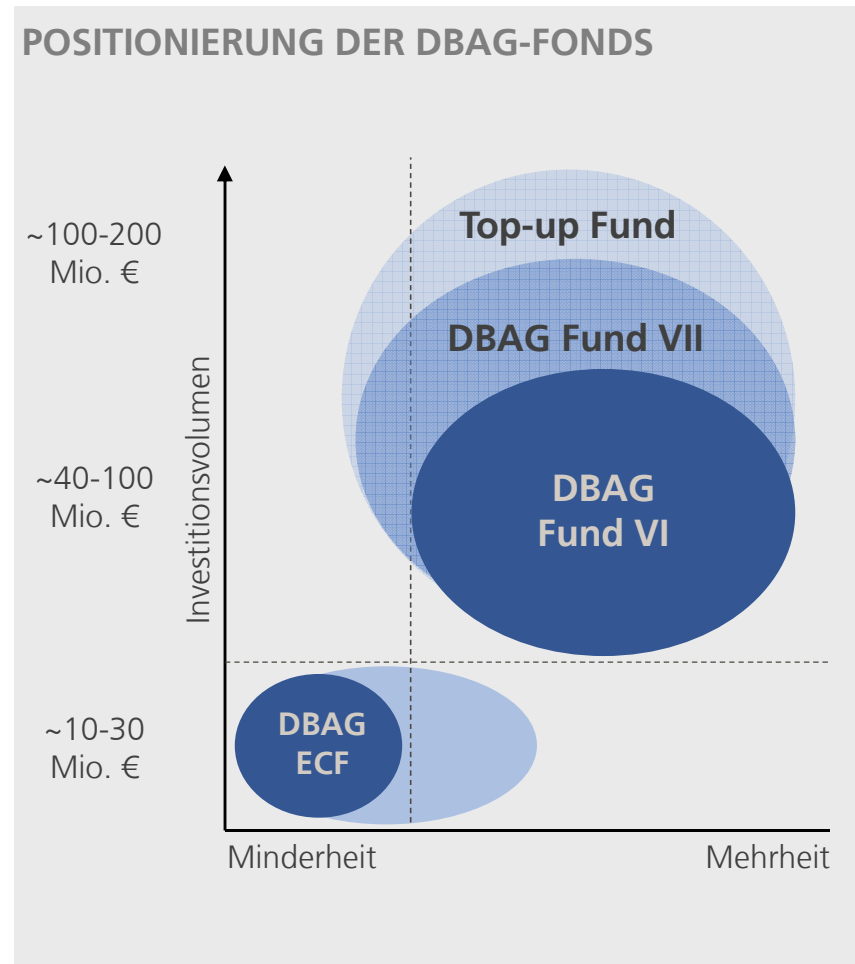 POSITIONIERUNG DER DBAG-FONDS
~100-200
Mio. €
Top-up Fund
DBAG Fund VII
Investitionsvolumen
~40-100
Mio. €
DBAG
Fund VI
~10-30
Mio. €
DBAG
ECF
Minderheit
Mehrheit